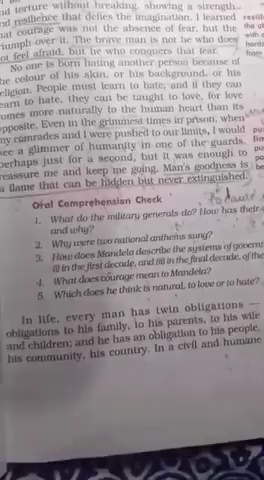 nd torture without breaking, showing a strength
nd resilience that defies the imagination. I learned
hat courage was not the absence of fear, but the
riumph over it. The brave man is not he who does
ot feel afraid, but he who conquers that fear.
No one is born hating another person because of
he colour of his skin, or his background, or his
eligion. People must learn to hate, and if they can
earn to hate, they can be taught to love, for love
omes more naturally to the human heart than its
pposite. Even in the grimmest times in prison, when
my comrades and I were pushed to our limits, I would
ee a glimmer of humanity in one of the guards,
perhaps just for a second, but it was enough to
reassure me and keep me going. Man's goodness is
a flame that can be hidden but never extinguished.
Oral Comprehension Check
1. What do the military generals do? How has their
and why?
2. Why were two national anthems sung?
3. How does Mandela describe the systems of governm
(i) in the first decade, and (ii) in the final decade, of the
4. What does courage mean to Mandela?
5. Which does he think is natural, to love or to hate?
In life, every man has twin obligations —
obligations to his family, to his parents, to his wife
and children; and he has an obligation to his people,
his community, his country. In a civil and humane